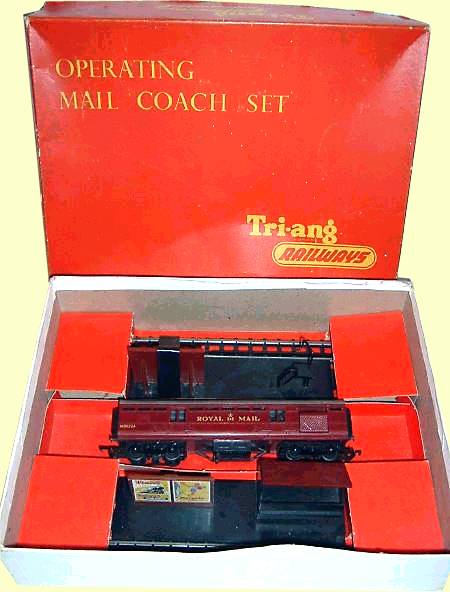 OPERATING
MAIL COACH SET
Tri-ang
RAILWAYS
ROYAL MAIL